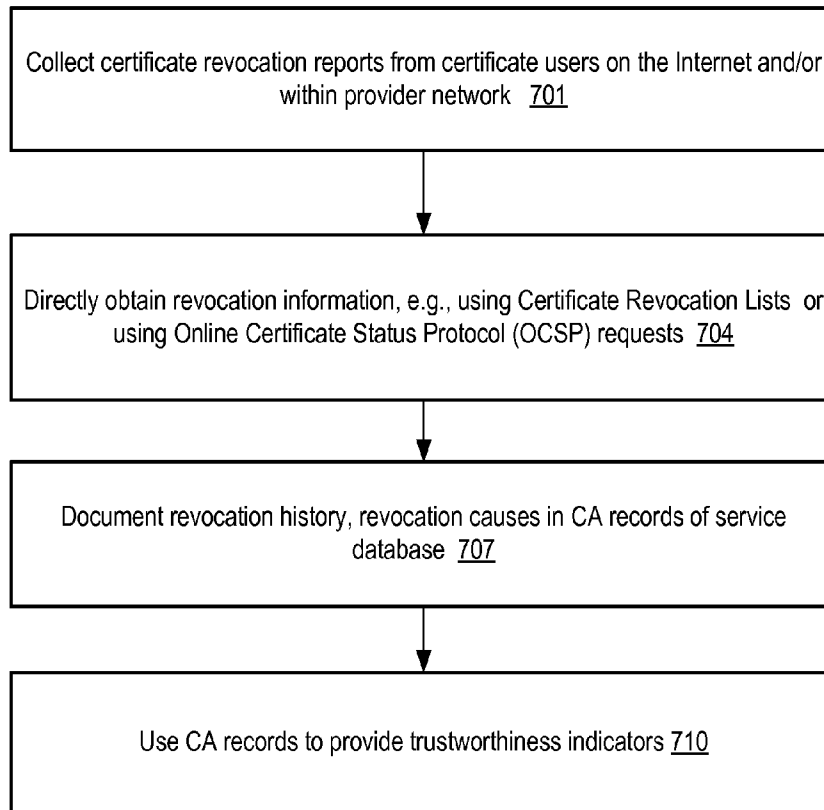 Collect certificate revocation reports from certificate users on the Internet and/or
within provider network 701
Directly obtain revocation information, e.g., using Certificate Revocation Lists or
using Online Certificate Status Protocol (OCSP) requests 704
Document revocation history, revocation causes in CA records of service
database 707
Use CA records to provide trustworthiness indicators 710